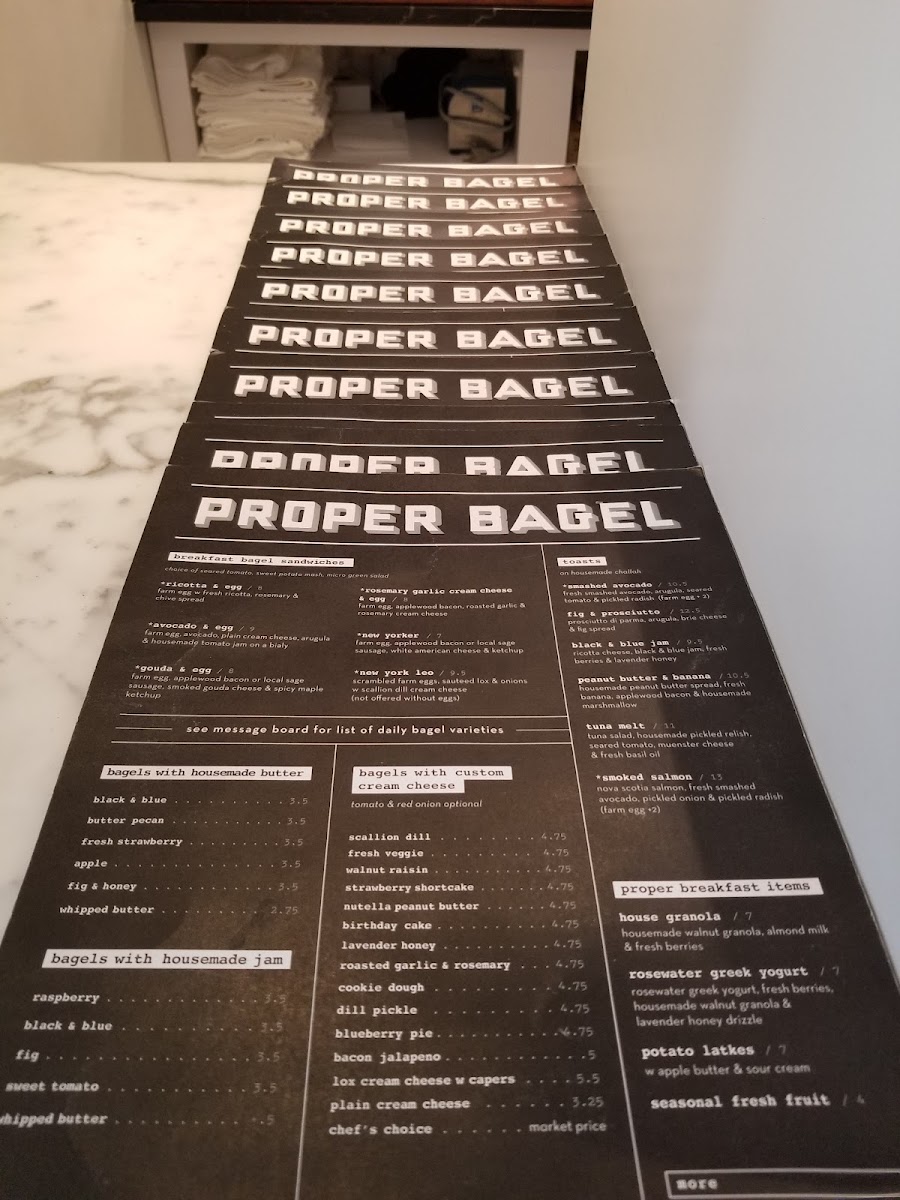 PROPER BAGEL
PROPER BAGEL
PROPER BAGEL
PROPER BAGEL
PROPER BAGEL
PROPER BAGEL
PROPER BAGEL
PROPER BAGEL
PROPER BAGEL
breakfast bagel sandwiches
choice of seared tomato, sweet potato mash, micro green salad
*ricotta & egg / 8
farm egg w fresh ricotta, rosemary &
chive spread
*avocado & egg / 9
farm egg, avocado, plain cream cheese, arugula
& housemade tomato jam on a bialy
*gouda & egg / 8
farm egg, applewood bacon or local sage
sausage, smoked gouda cheese & spicy maple
ketchup
*rosemary garlic cream cheese
& egg / 8
farm egg, applewood bacon, roasted garlic &
rosemary cream cheese
*new yorker / 7
farm egg, applewood bacon or local sage
sausage, white american cheese & ketchup
*new york leo / 9.5
scrambled farm eggs, sauteed lox & onions
w scallion dill cream cheese
(not offered without eggs)
see message board for list of daily bagel varieties
bagels with housemade butter
black & blue . . . . . . . . . . . 3.5
butter pecan . . . . . . . . . . . 3.5
fresh strawberry . . . . . . . . . 3.5
apple . . . . . . . . . . . . . . 3.5
fig & honey . . . . . . . . . . . 3.5
whipped butter . . . . . . . . . 2.75
bagels with housemade jam
raspberry . . . . . . . . . . . . 3.5
black & blue . . . . . . . . . . . 3.5
fig . . . . . . . . . . . . . . . 3.5
sweet tomato . . . . . . . . . . . 3.5
whipped butter . . . . . . . . . . .5
bagels with custom
cream cheese
tomato & red onion optional
scallion dill . . . . . . . . . 4.75
fresh veggie . . . . . . . . . . 4.75
walnut raisin . . . . . . . . . 4.75
strawberry shortcake . . . . . . 4.75
nutella peanut butter . . . . . . 4.75
birthday cake . . . . . . . . . 4.75
lavender honey . . . . . . . . . 4.75
roasted garlic & rosemary . . . 4.75
cookie dough . . . . . . . . . . 4.75
dill pickle . . . . . . . . . . 4.75
blueberry pie . . . . . . . . . 4.75
bacon jalapeno . . . . . . . . . . 5
lox cream cheese w capers . . . . 5.5
plain cream cheese . . . . . . 3.25
chef's choice . . . . . . . market price
toasts
on housemade challah
*smashed avocado / 10.5
fresh smashed avocado, arugula, seared
tomato & pickled radish (farm egg +2)
fig & prosciutto / 12.5
prosciutto di parma, arugula, brie cheese
& fig spread
black & blue jam / 9.5
ricotta cheese, black & blue jam, fresh
berries & lavender honey
peanut butter & banana / 10.5
housemade peanut butter spread, fresh
banana, applewood bacon & housemade
marshmallow
tuna melt / 11
tuna salad, housemade pickled relish,
seared tomato, muenster cheese
& fresh basil oil
*smoked salmon / 13
nova scotia salmon, fresh smashed
avocado, pickled onion & pickled radish
(farm egg +2)
proper breakfast items
house granola / 7
housemade walnut granola, almond milk
& fresh berries
rosewater greek yogurt / 7
rosewater greek yogurt, fresh berries,
housemade walnut granola &
lavender honey drizzle
potato latkes / 7
w apple butter & sour cream
seasonal fresh fruit / 4
more